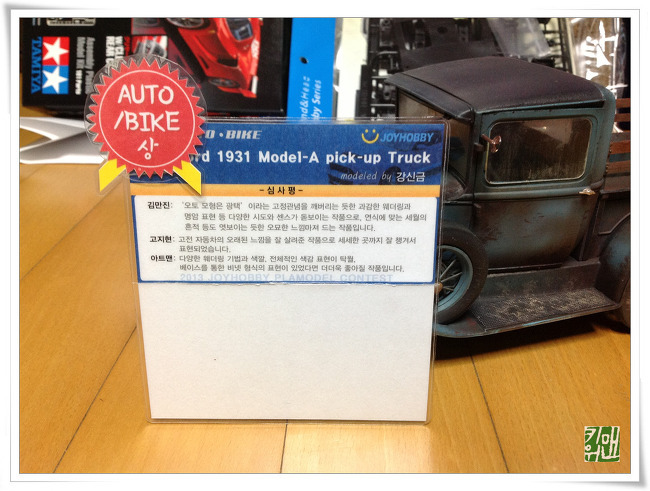 TAMIYA
AUTO
/BIKE
상
O•BIKE
JOYHOBBY
rd 1931 Model-A pick-up Truck
modeled by 강신금
- 심사평 -
김만진: '오토 모형은 광택' 이라는 고정관념을 깨버리는 듯한 과감한 웨더링과
명암 표현 등 다양한 시도와 센스가 돋보이는 작품으로, 연식에 맞는 세월의
흔적 등도 엿보이는 듯한 오묘한 느낌마져 드는 작품입니다.
고지현: 고전 자동차의 오래된 느낌을 잘 살려준 작품으로 세세한 곳까지 잘 챙겨서
표현되었습니다.
아트맨: 다양한 웨더링 기법과 색깔, 전체적인 색감 표현이 탁월.
베이스를 통한 비넷 형식의 표현이 있었다면 더더욱 좋아질 작품입니다.
2013 JOYHOBBY PLAMODEL CONTEST
키매
워맨